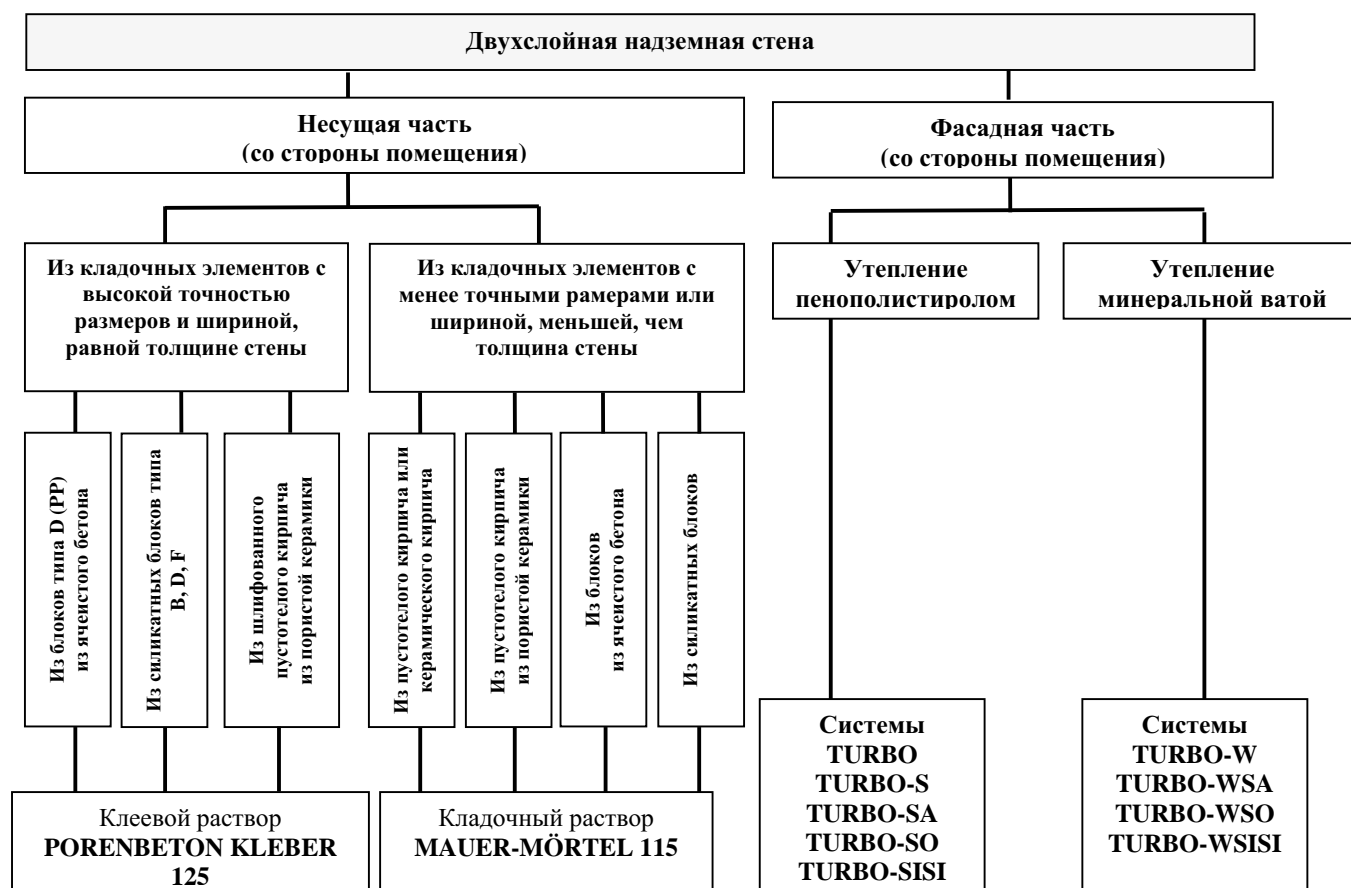 Двухслойная надземная стена
Несущая часть
(со стороны помещения)
Фасадная часть
(со стороны помещения)
Из кладочных элементов с
высокой точностью
размеров и шириной,
равной толщине стены
Из кладочных элементов с
менее точными рамерами или
шириной, меньшей, чем
толщина стены
Утепление
пенополистиролом
Утепление
минеральной ватой
Из блоков типа D (PP)
из ячеистого бетона
Из силикатных блоков типа
B, D, F
Из шлифованного
пустотелого кирпича
из пористой керамики
Из пустотелого кирпича или
керамического кирпича
Из пустотелого кирпича
из пористой керамики
Из блоков
из ячеистого бетона
Из силикатных блоков
Клеевой раствор
PORENBETON KLEBER
125
Кладочный раствор
MAUER-MÖRTEL 115
Системы
TURBO
TURBO-S
TURBO-SA
TURBO-SO
TURBO-SISI
Системы
TURBO-W
TURBO-WSA
TURBO-WSO
TURBO-WSISI